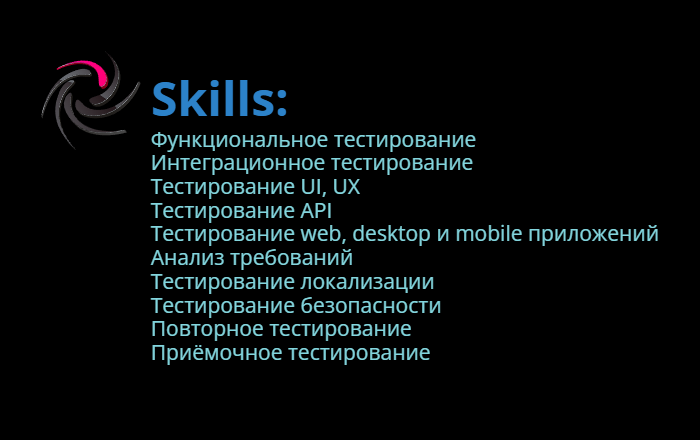 Skills:
Функциональное тестирование
Интеграционное тестирование
Тестирование UI, UX
Тестирование API
Тестирование web, desktop и mobile приложений
Анализ требований
Тестирование локализации
Тестирование безопасности
Повторное тестирование
Приёмочное тестирование